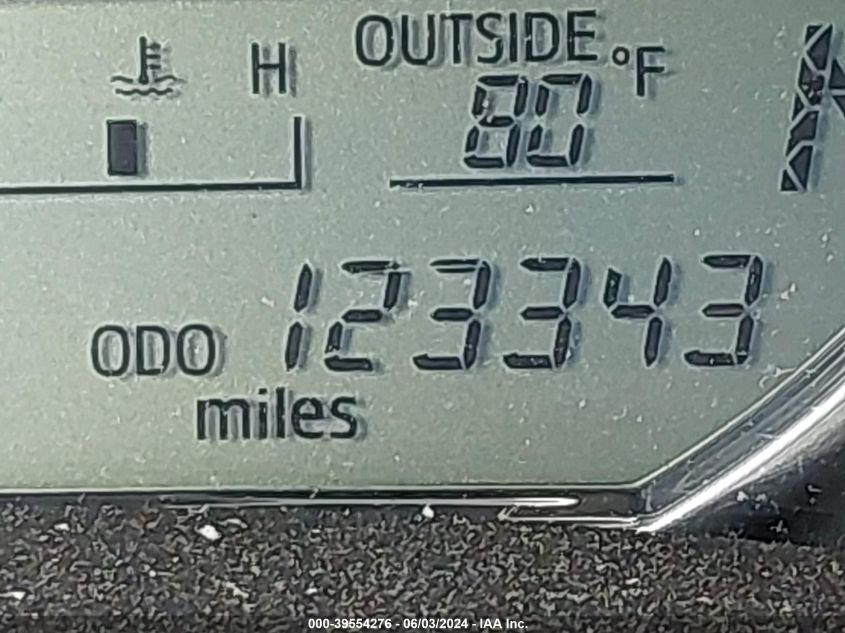 H
OUTSIDE °F
80
ODO 123343
miles
000-39554276 - 06/03/2024 - IAA Inc.